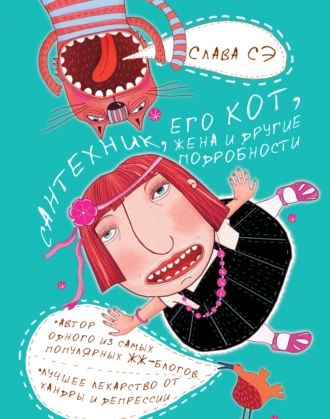 СЛАВА СЭ
САНТЕХНИК, ЕГО КОТ,
ЖЕНА И ДРУГИЕ
ПОДРОБНОСТИ
•АВТОР
ОДНОГО ИЗ САМЫХ
ПОПУЛЯРНЫХ ЖЖ-БЛОГОВ
•ЛУЧШЕЕ ЛЕКАРСТВО ОТ
ХАНДРЫ И ДЕПРЕССИИ